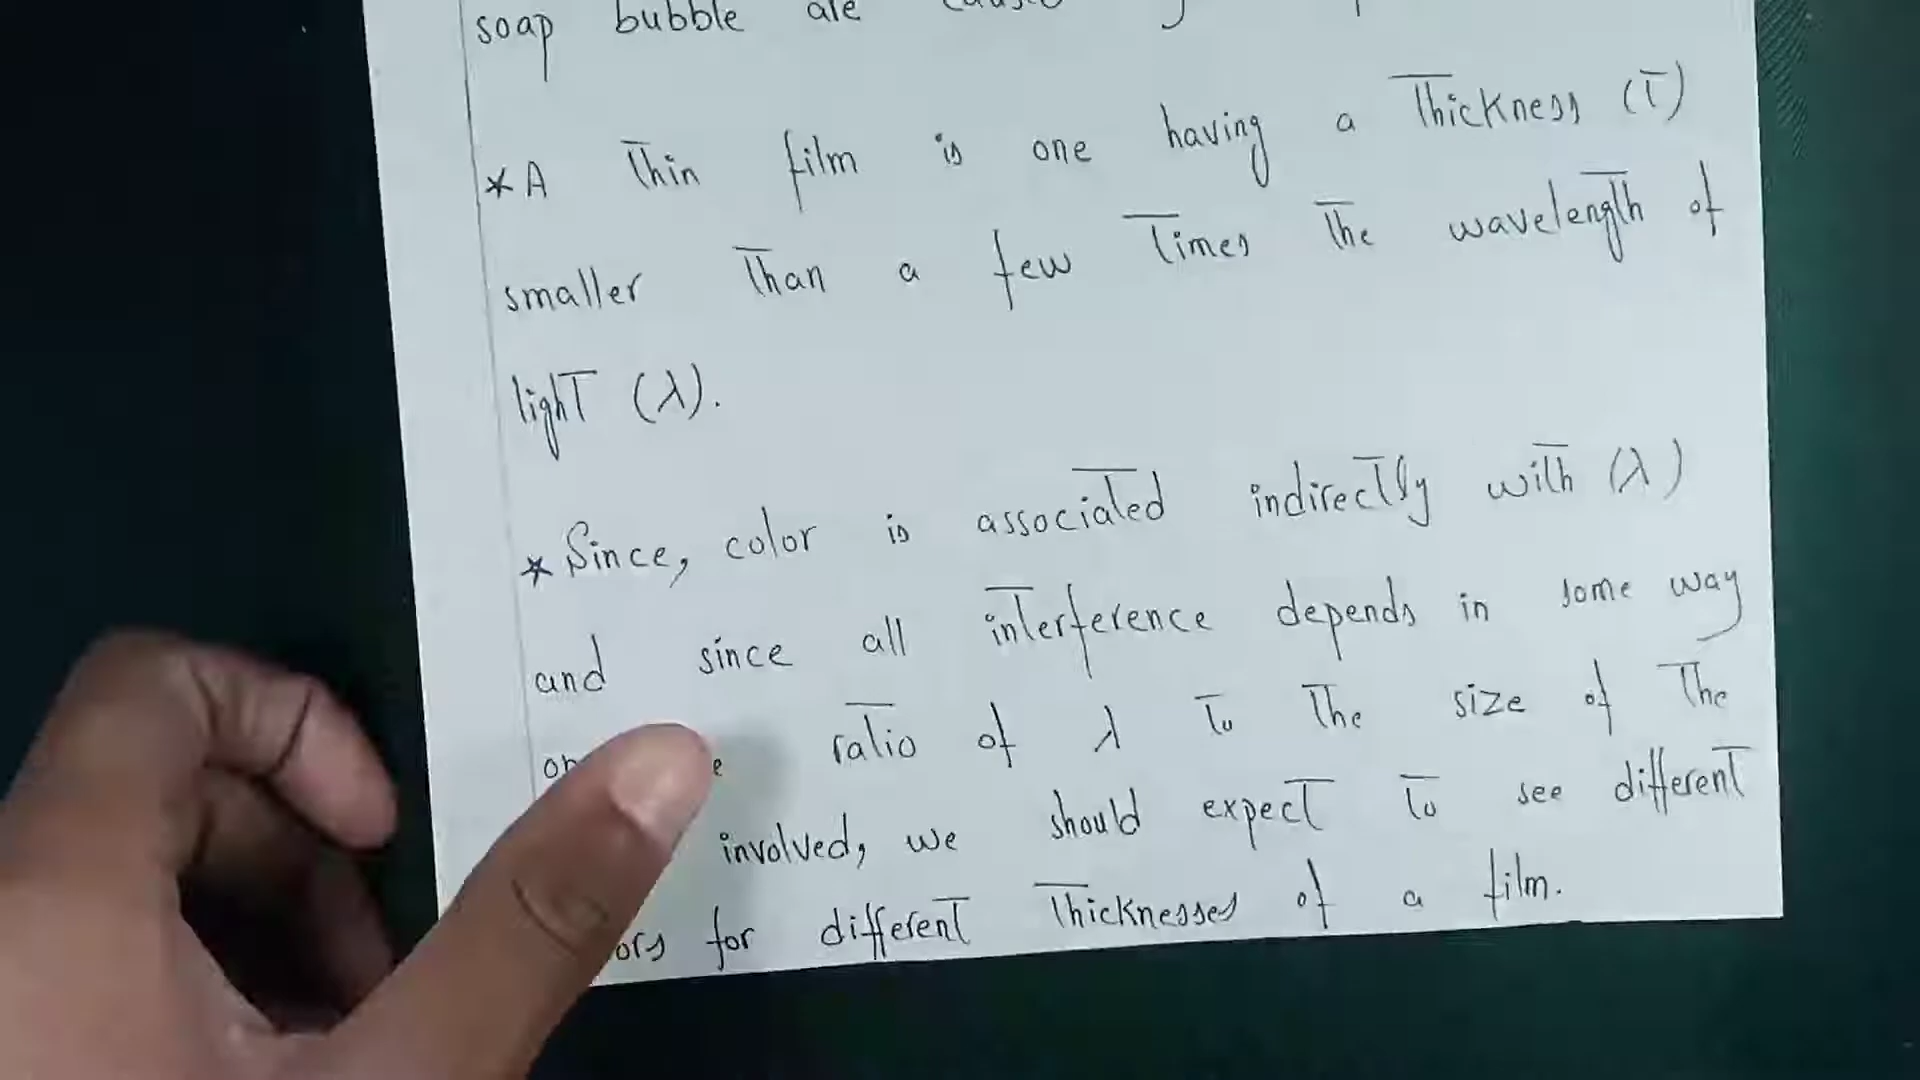 soap bubble are
* A Thin film is one having a Thickness (T)
smaller Than a few Times The wavelength of
lighT (λ).
* Since, color is associated indirectly with (λ)
and since all interference depends in some way
ratio of λ To The size of The
involved, we should expecT To see differenT
for differenT Thicknesses of a film.